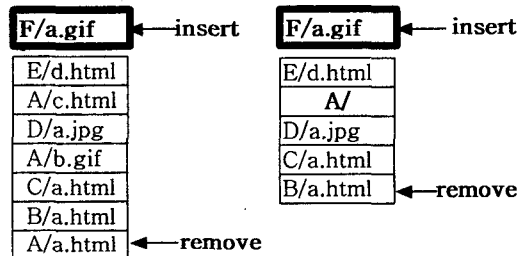 F/a.gif insert
E/d.html
A/c.html
D/a.jpg
A/b.gif
C/a.html
B/a.html
A/a.html remove
F/a.gif insert
E/d.html
A/
D/a.jpg
C/a.html
B/a.html remove